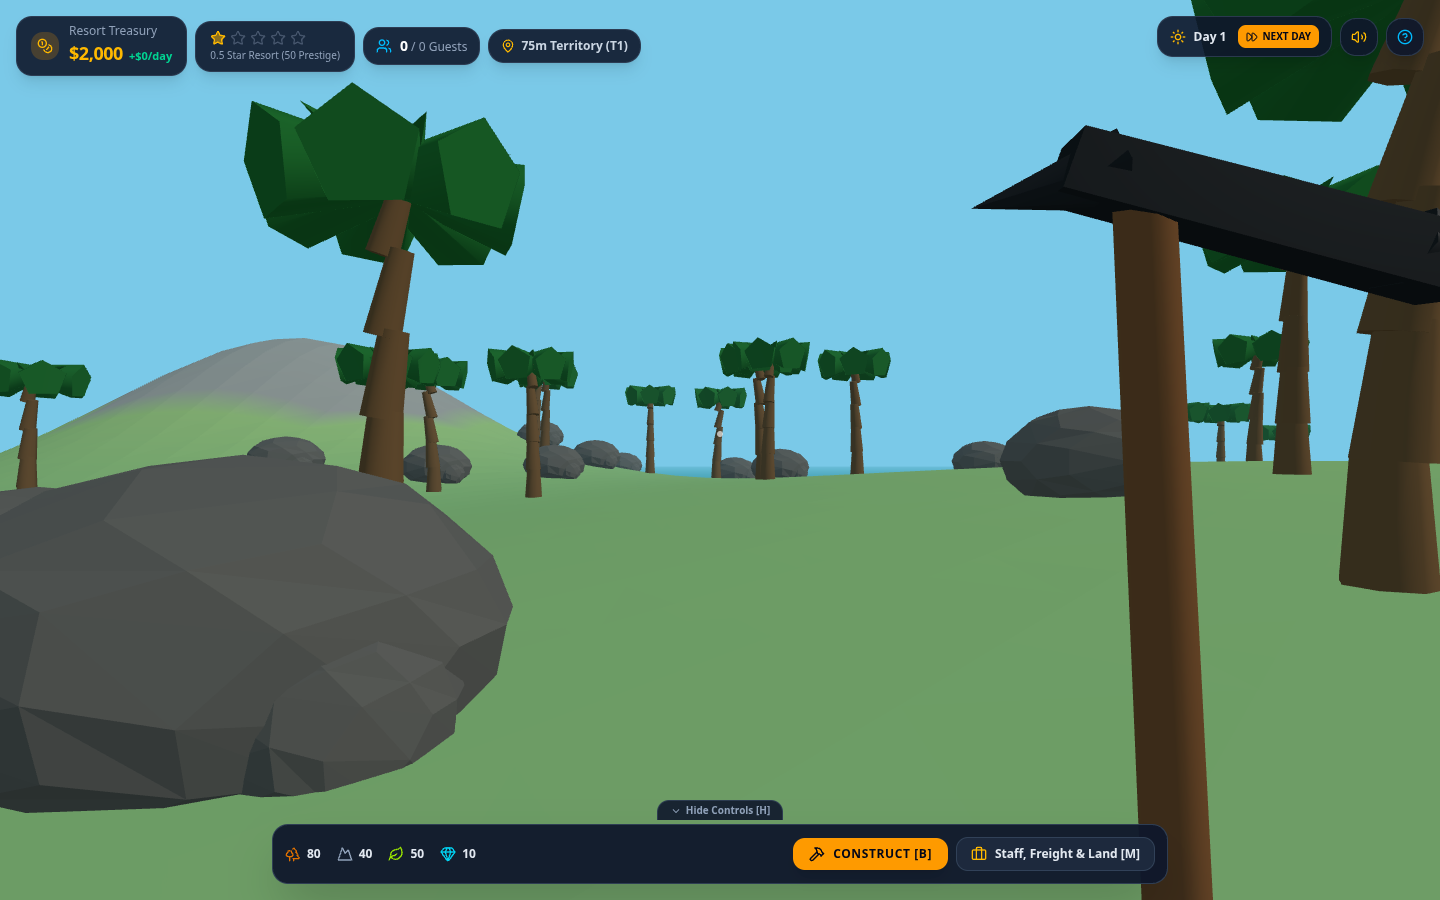 Resort Treasury
$2,000 +$0/day
0.5 Star Resort (50 Prestige)
0 / 0 Guests
75m Territory (T1)
Day 1
NEXT DAY
Hide Controls [H]
80
40
50
10
CONSTRUCT [B]
Staff, Freight & Land [M]